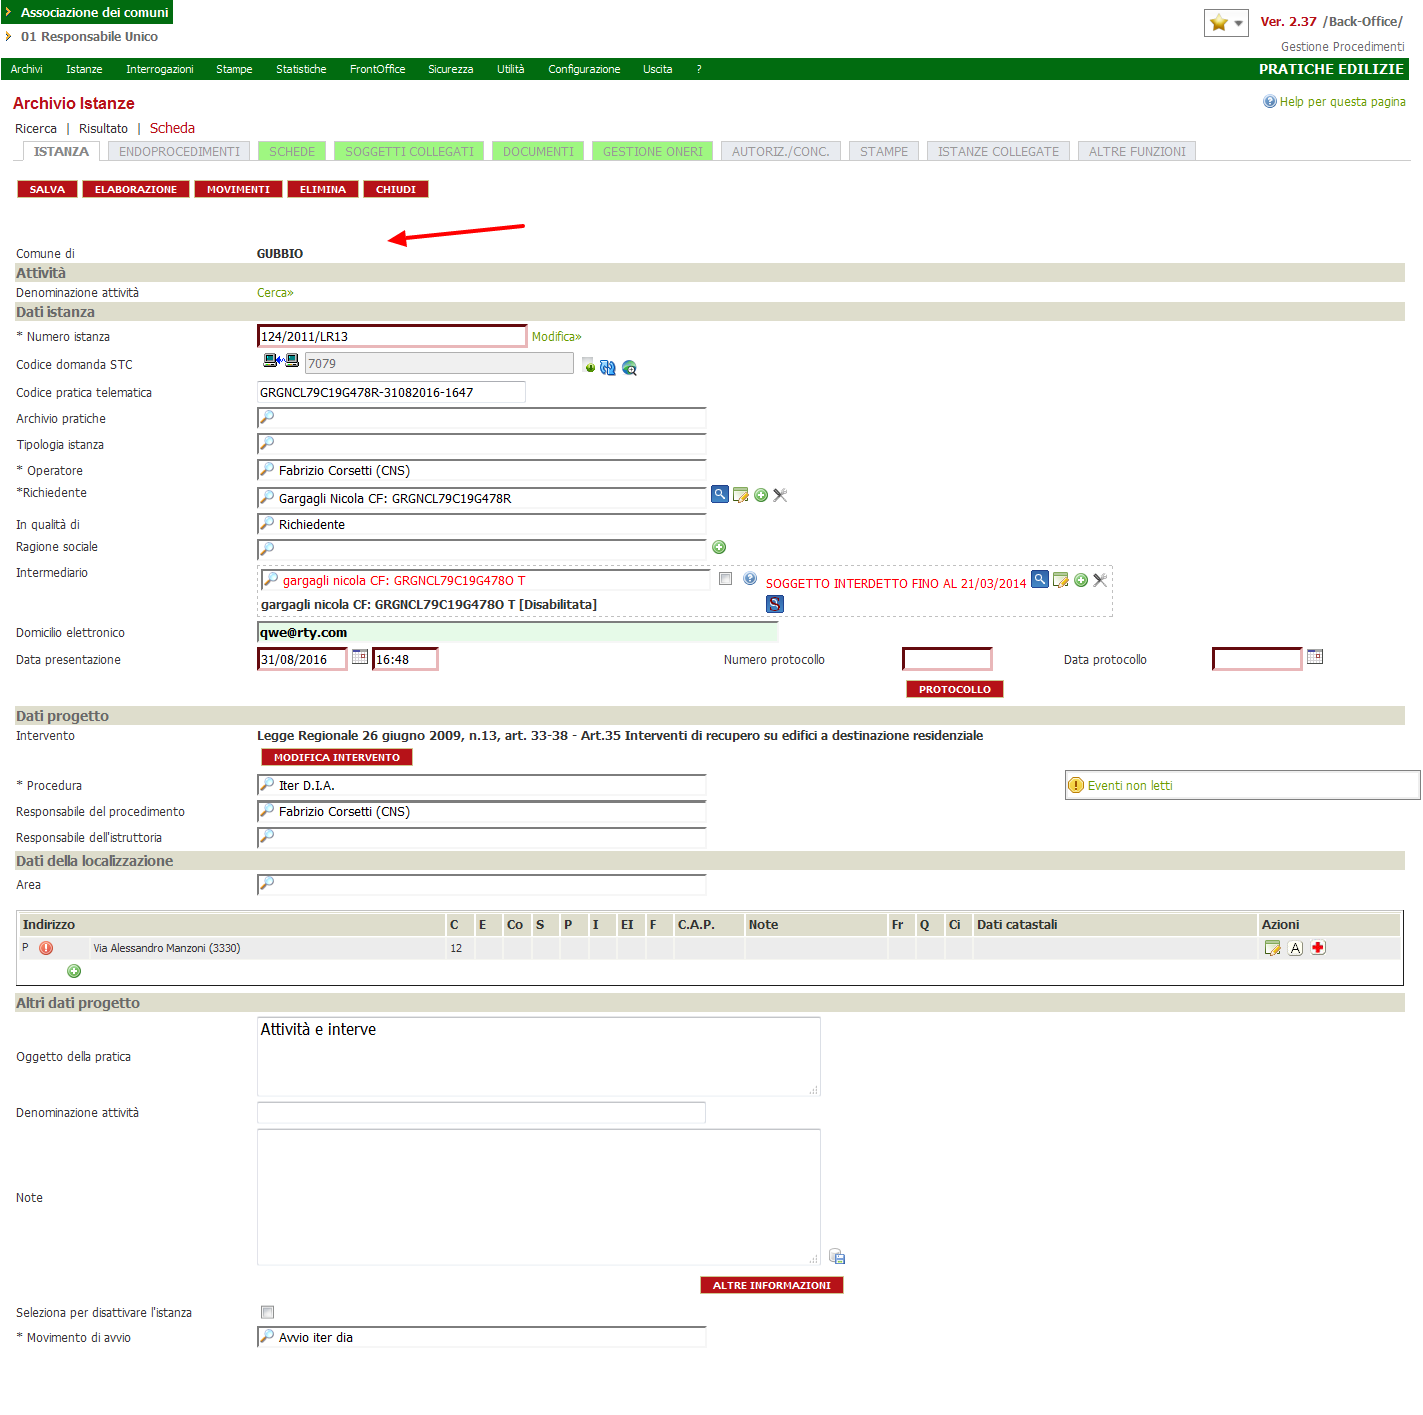 Associazione dei comuni
01 Responsabile Unico
Ver. 2.37 /Back-Office/
Gestione Procedimenti
Archivi Istanze Interrogazioni Stampe Statistiche FrontOffice Sicurezza Utilità Configurazione Uscita ? PRATICHE EDILIZIE
Archivio Istanze
Help per questa pagina
Ricerca | Risultato | Scheda
ISTANZA ENDOPROCEDIMENTI SCHEDE SOGGETTI COLLEGATI DOCUMENTI GESTIONE ONERI AUTORIZ./CONC. STAMPE ISTANZE COLLEGATE ALTRE FUNZIONI
SALVA ELABORAZIONE MOVIMENTI ELIMINA CHIUDI
Comune di GUBBIO
Attività
Denominazione attività Cerca»
Dati istanza
* Numero istanza 124/2011/LR13 Modifica»
Codice domanda STC 7079
Codice pratica telematica GRGNCL79C19G478R-31082016-1647
Archivio pratiche
Tipologia istanza
* Operatore Fabrizio Corsetti (CNS)
*Richiedente Gargagli Nicola CF: GRGNCL79C19G478R
In qualità di Richiedente
Ragione sociale
Intermediario gargagli nicola CF: GRGNCL79C19G478O T SOGGETTO INTERDETTO FINO AL 21/03/2014
gargagli nicola CF: GRGNCL79C19G478O T [Disabilitata] S
Domicilio elettronico qwe@rty.com
Data presentazione 31/08/2016 16:48 Numero protocollo Data protocollo
PROTOCOLLO
Dati progetto
Intervento Legge Regionale 26 giugno 2009, n.13, art. 33-38 - Art.35 Interventi di recupero su edifici a destinazione residenziale
MODIFICA INTERVENTO
* Procedura Iter D.I.A. Eventi non letti
Responsabile del procedimento Fabrizio Corsetti (CNS)
Responsabile dell'istruttoria
Dati della localizzazione
Area
Indirizzo C E Co S P I EI F C.A.P. Note Fr Q Ci Dati catastali Azioni
P Via Alessandro Manzoni (3330) 12 A
Altri dati progetto
Attività e interve
Oggetto della pratica
Denominazione attività
Note
ALTRE INFORMAZIONI
Seleziona per disattivare l'istanza
* Movimento di avvio Avvio iter dia